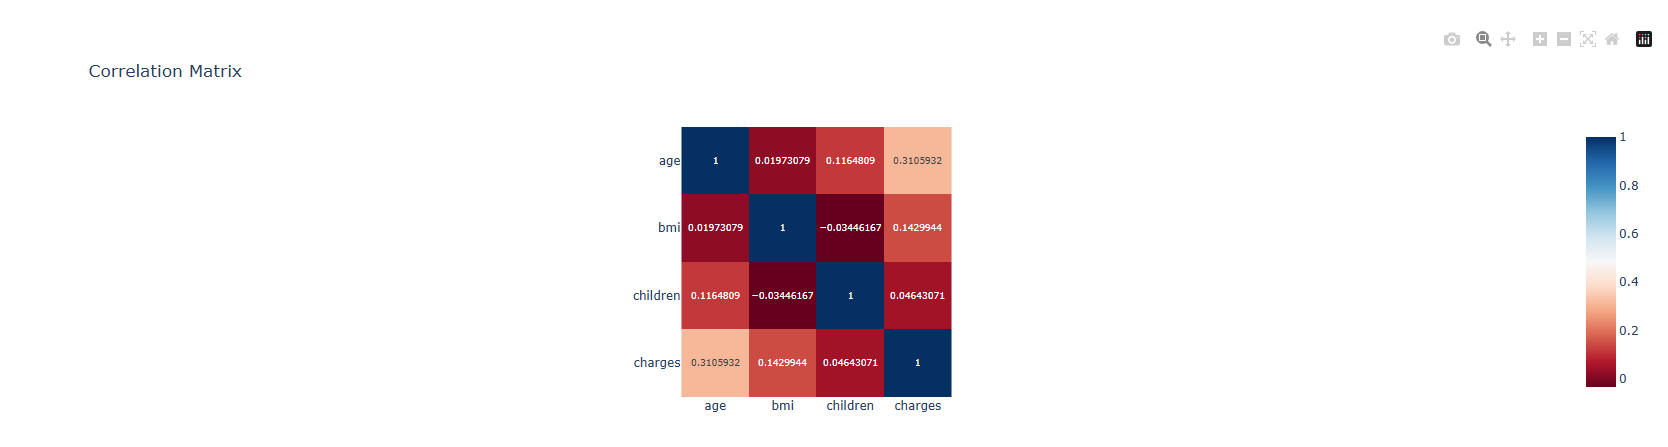 Correlation Matrix
age 1 0.01973079 0.1164809 0.3105932
bmi 0.01973079 1 −0.03446167 0.1429944
children 0.1164809 −0.03446167 1 0.04643071
charges 0.3105932 0.1429944 0.04643071 1
age bmi children charges
1
0.8
0.6
0.4
0.2
0